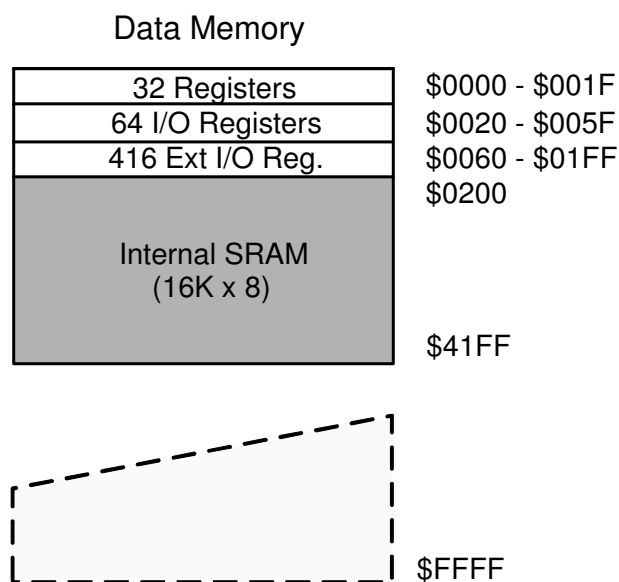 Data Memory
32 Registers $0000 - $001F
64 I/O Registers $0020 - $005F
416 Ext I/O Reg. $0060 - $01FF
$0200
Internal SRAM
(16K x 8)
$41FF
$FFFF